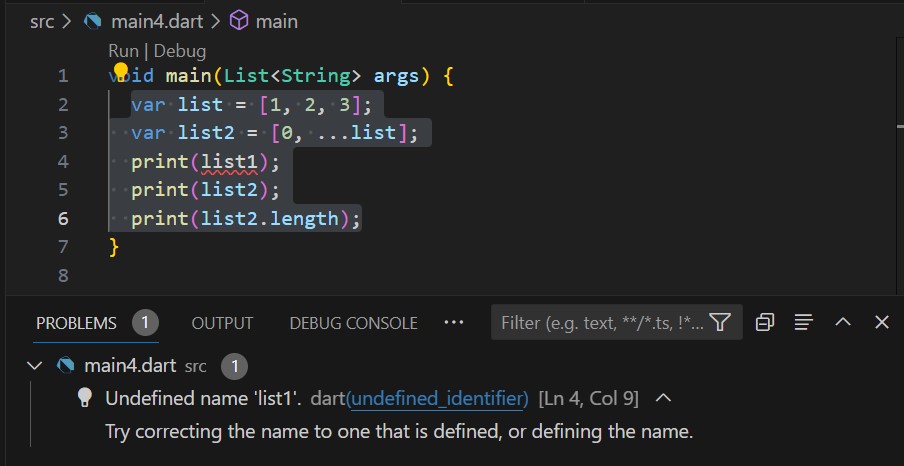 src > main4.dart > main
Run | Debug
1 void main(List<String> args) {
2 var list = [1, 2, 3];
3 var list2 = [0, ...list];
4 print(list1);
5 print(list2);
6 print(list2.length);
7 }
8
PROBLEMS 1 OUTPUT DEBUG CONSOLE ··· Filter (e.g. text, **/*.ts, !*...
main4.dart src 1
Undefined name 'list1'. dart(undefined_identifier) [Ln 4, Col 9]
Try correcting the name to one that is defined, or defining the name.